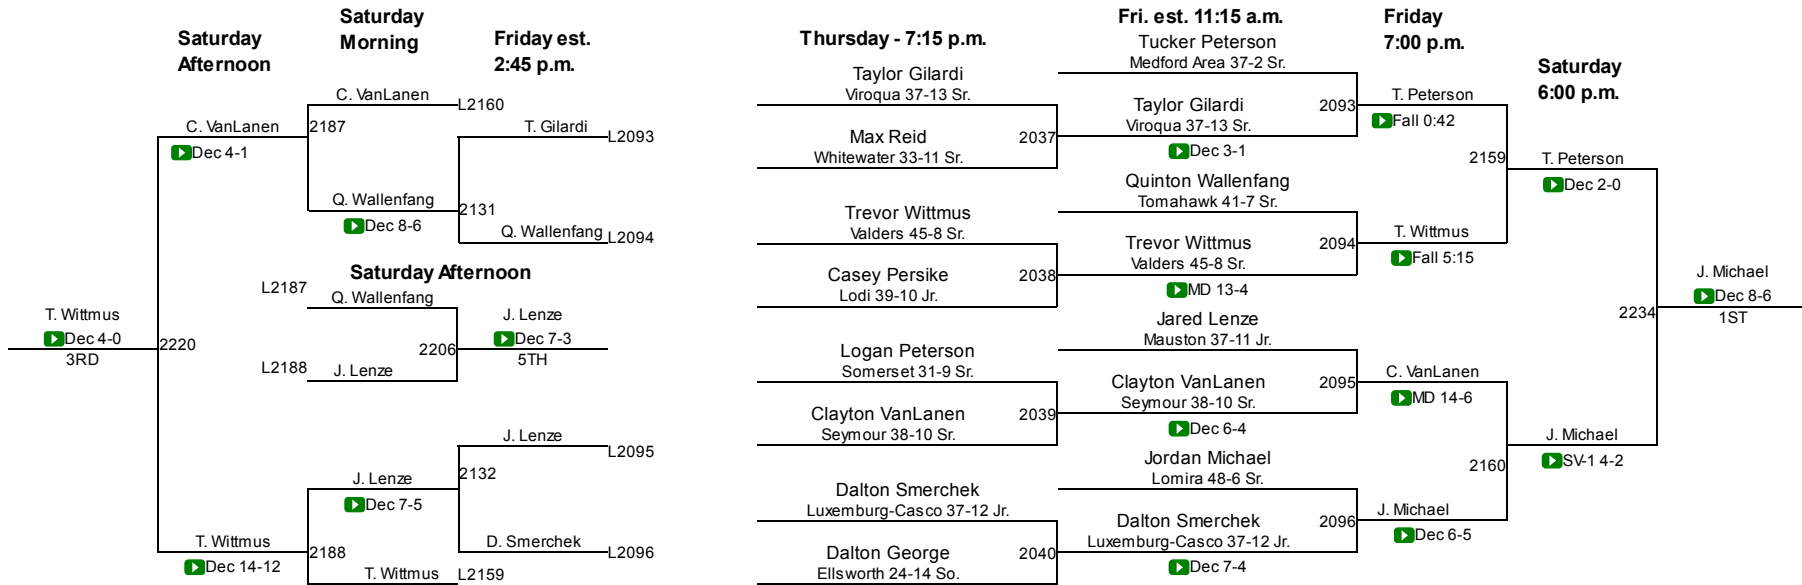 Saturday
Afternoon
Saturday
Morning
Friday est.
2:45 p.m.
C. VanLanen
L2160
C. VanLanen
2187
Dec 4-1
T. Gilardi
L2093
Q. Wallenfang
2131
Dec 8-6
Q. Wallenfang
L2094
Saturday Afternoon
L2187
Q. Wallenfang
T. Wittmus
Dec 4-0
3RD
2220
J. Lenze
Dec 7-3
5TH
2206
L2188
J. Lenze
J. Lenze
L2095
J. Lenze
2132
Dec 7-5
T. Wittmus
2188
Dec 14-12
D. Smerchek
L2096
T. Wittmus
L2159
Thursday - 7:15 p.m.
Taylor Gilardi
Viroqua 37-13 Sr.
Max Reid
2037
Whitewater 33-11 Sr.
Trevor Wittmus
Valders 45-8 Sr.
Casey Persike
2038
Lodi 39-10 Jr.
Logan Peterson
Somerset 31-9 Sr.
Clayton VanLanen
2039
Seymour 38-10 Sr.
Dalton Smerchek
Luxemburg-Casco 37-12 Jr.
Dalton George
2040
Ellsworth 24-14 So.
Fri. est. 11:15 a.m.
Tucker Peterson
Medford Area 37-2 Sr.
Taylor Gilardi
2093
Viroqua 37-13 Sr.
Dec 3-1
Quinton Wallenfang
Tomahawk 41-7 Sr.
Trevor Wittmus
2094
Valders 45-8 Sr.
MD 13-4
Jared Lenze
Mauston 37-11 Jr.
Clayton VanLanen
2095
Seymour 38-10 Sr.
Dec 6-4
Jordan Michael
Lomira 48-6 Sr.
Dalton Smerchek
2096
Luxemburg-Casco 37-12 Jr.
Dec 7-4
Friday
7:00 p.m.
T. Peterson
Fall 0:42
2159
T. Wittmus
Fall 5:15
C. VanLanen
MD 14-6
2160
J. Michael
Dec 6-5
Saturday
6:00 p.m.
T. Peterson
Dec 2-0
2234
J. Michael
SV-1 4-2
J. Michael
Dec 8-6
1ST